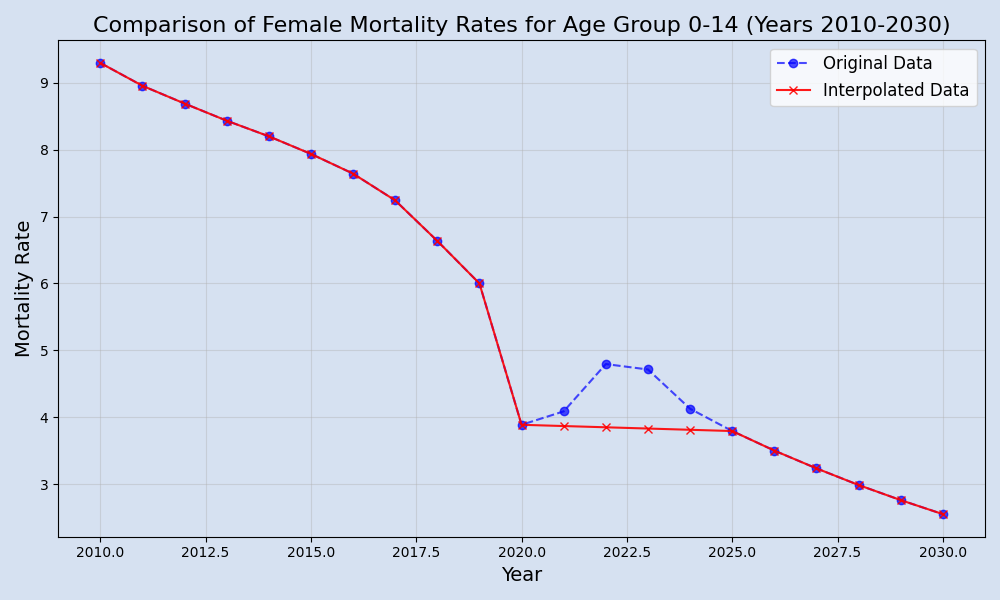 Comparison of Female Mortality Rates for Age Group 0-14 (Years 2010-2030)
Original Data
Interpolated Data
Mortality Rate
9
8
7
6
5
4
3
2010.0 2012.5 2015.0 2017.5 2020.0 2022.5 2025.0 2027.5 2030.0
Year